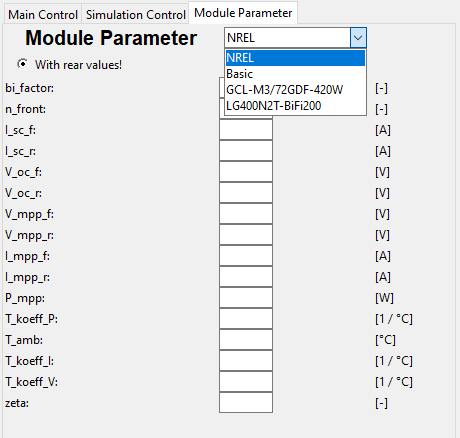 Main Control Simulation Control Module Parameter
Module Parameter NREL
With rear values! NREL
Basic
GCL-M3/72GDF-420W
LG400N2T-BiFi200
bi_factor: [-]
n_front: [-]
I_sc_f: [A]
I_sc_r: [A]
V_oc_f: [V]
V_oc_r: [V]
V_mpp_f: [V]
V_mpp_r: [V]
I_mpp_f: [A]
I_mpp_r: [A]
P_mpp: [W]
T_koeff_P: [1 / °C]
T_amb: [°C]
T_koeff_I: [1 / °C]
T_koeff_V: [1 / °C]
zeta: [-]